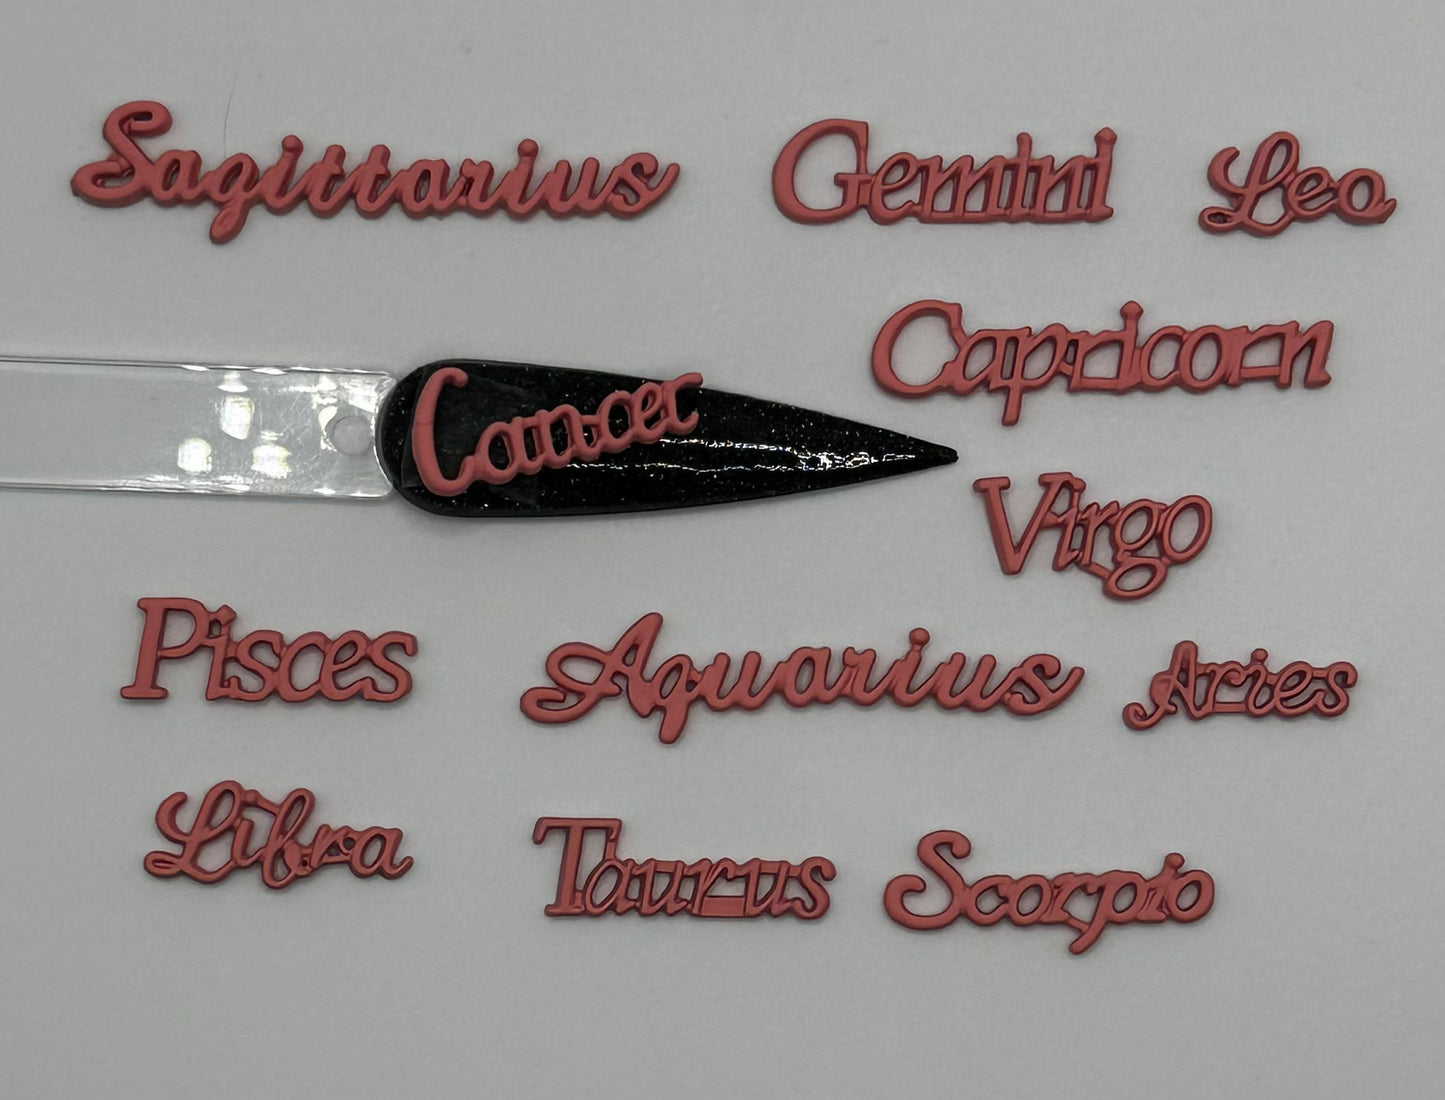 Sagittarius Gemini Leo
Capricorn
Cancer
Virgo
Pisces Aquarius Aries
Libra Taurus Scorpio